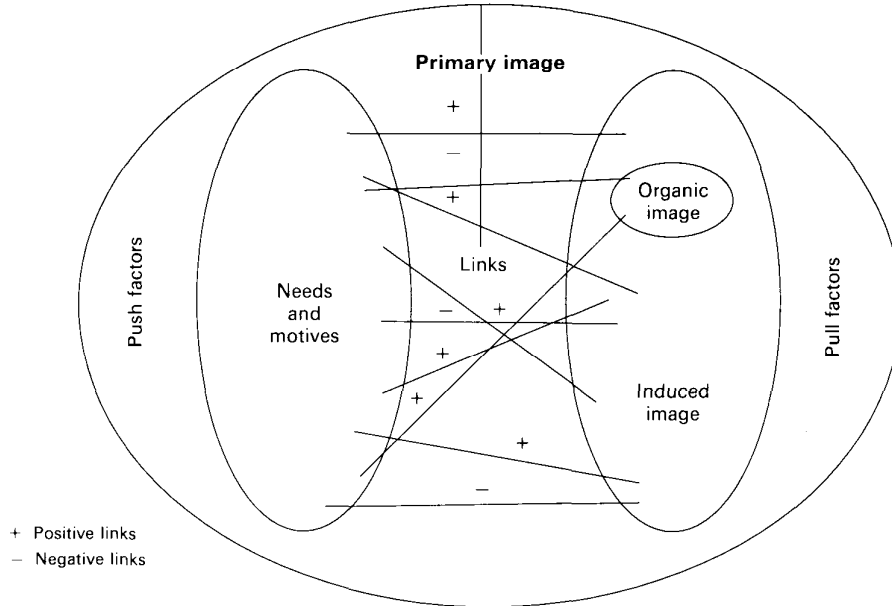 Primary image
+
−
+
Organic
image
Links
Push factors
Needs
and
motives
Pull factors
− +
+
+
Induced
image
+
−
+ Positive links
− Negative links